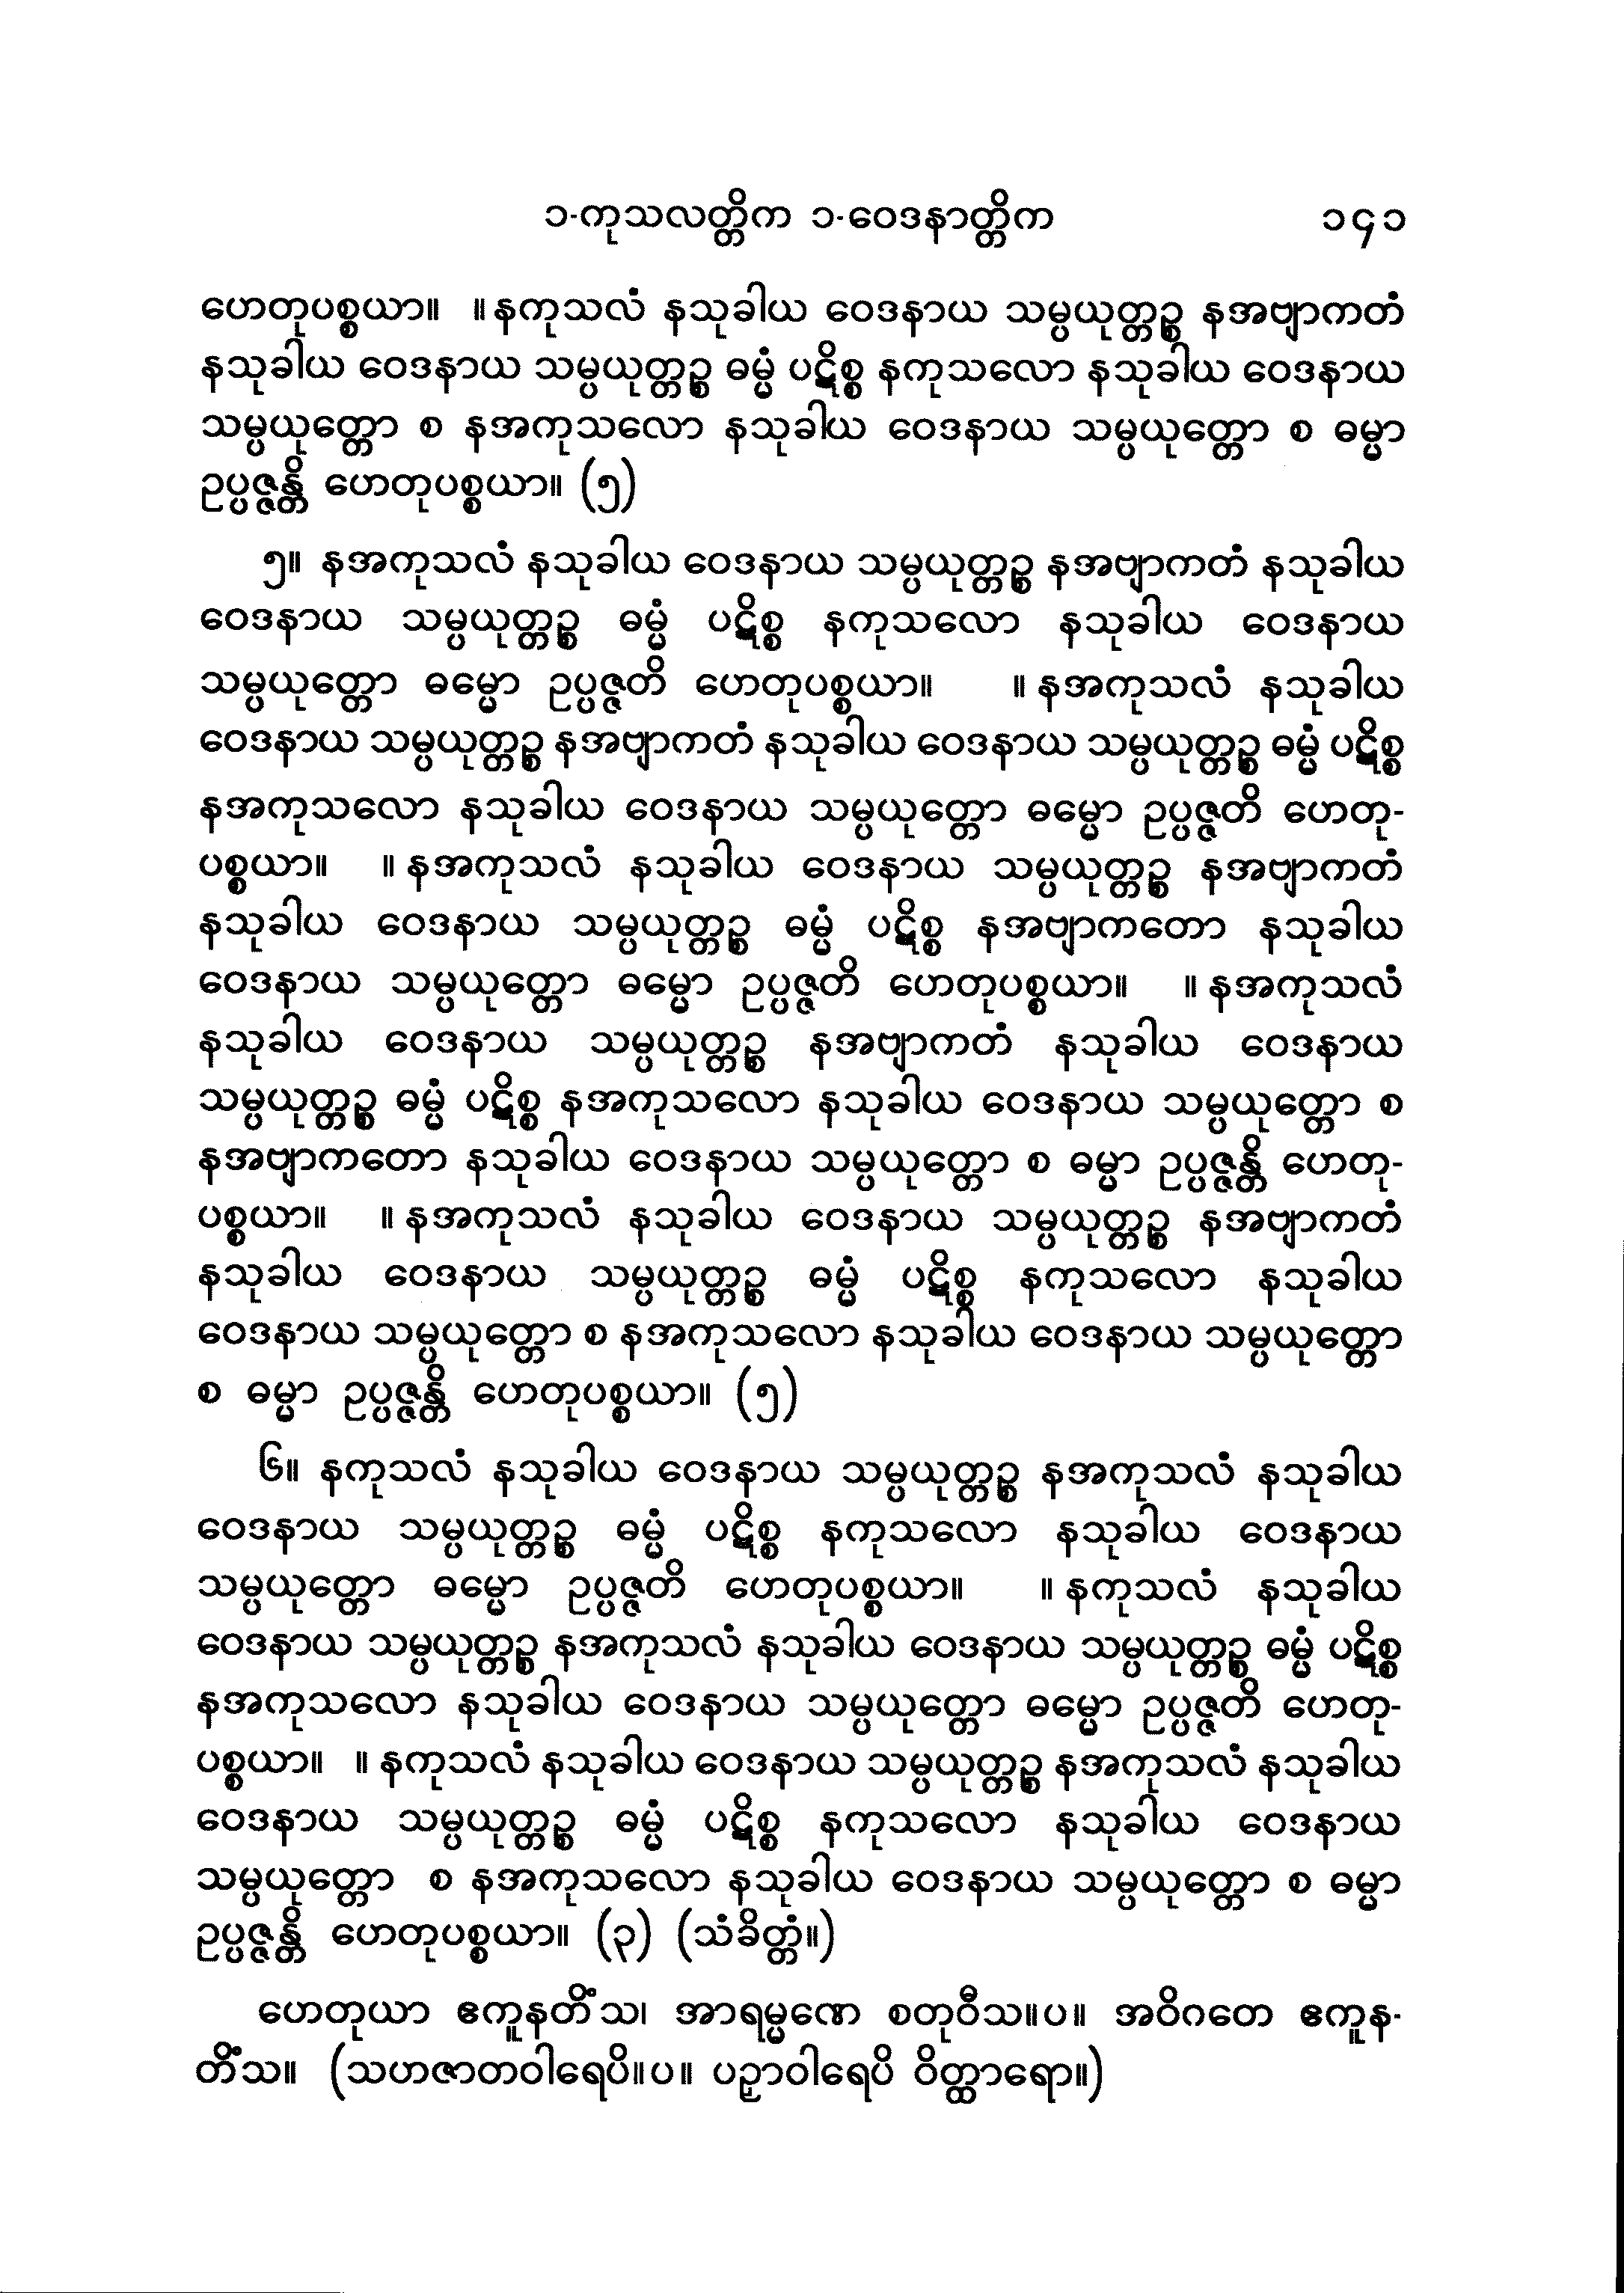 ၁-ကုသလတ္တိက ၁-ဝေဒနာတ္တိက ၁၄၁
ဟေတုပစ္စယာ။ ။နကုသလံ နသုခါယ ဝေဒနာယ သမ္ပယုတ္တဉ္စ နအဗျာကတံ
နသုခါယ ဝေဒနာယ သမ္ပယုတ္တဉ္စ ဓမ္မံ ပဋိစ္စ နကုသလော နသုခါယ ဝေဒနာယ
သမ္ပယုတ္တော စ နအကုသလော နသုခါယ ဝေဒနာယ သမ္ပယုတ္တော စ ဓမ္မာ
ဥပ္ပဇ္ဇန္တိ ဟေတုပစ္စယာ။ (၅)
၅။ နအကုသလံ နသုခါယ ဝေဒနာယ သမ္ပယုတ္တဉ္စ နအဗျာကတံ နသုခါယ
ဝေဒနာယ သမ္ပယုတ္တဉ္စ ဓမ္မံ ပဋိစ္စ နကုသလော နသုခါယ ဝေဒနာယ
သမ္ပယုတ္တော ဓမ္မော ဥပ္ပဇ္ဇတိ ဟေတုပစ္စယာ။ ။နအကုသလံ နသုခါယ
ဝေဒနာယ သမ္ပယုတ္တဉ္စ နအဗျာကတံ နသုခါယ ဝေဒနာယ သမ္ပယုတ္တဉ္စ ဓမ္မံ ပဋိစ္စ
နအကုသလော နသုခါယ ဝေဒနာယ သမ္ပယုတ္တော ဓမ္မော ဥပ္ပဇ္ဇတိ ဟေတု-
ပစ္စယာ။ ။နအကုသလံ နသုခါယ ဝေဒနာယ သမ္ပယုတ္တဉ္စ နအဗျာကတံ
နသုခါယ ဝေဒနာယ သမ္ပယုတ္တဉ္စ ဓမ္မံ ပဋိစ္စ နအဗျာကတော နသုခါယ
ဝေဒနာယ သမ္ပယုတ္တော ဓမ္မော ဥပ္ပဇ္ဇတိ ဟေတုပစ္စယာ။ ။နအကုသလံ
နသုခါယ ဝေဒနာယ သမ္ပယုတ္တဉ္စ နအဗျာကတံ နသုခါယ ဝေဒနာယ
သမ္ပယုတ္တဉ္စ ဓမ္မံ ပဋိစ္စ နအကုသလော နသုခါယ ဝေဒနာယ သမ္ပယုတ္တော စ
နအဗျာကတော နသုခါယ ဝေဒနာယ သမ္ပယုတ္တော စ ဓမ္မာ ဥပ္ပဇ္ဇန္တိ ဟေတု-
ပစ္စယာ။ ။နအကုသလံ နသုခါယ ဝေဒနာယ သမ္ပယုတ္တဉ္စ နအဗျာကတံ
နသုခါယ ဝေဒနာယ သမ္ပယုတ္တဉ္စ ဓမ္မံ ပဋိစ္စ နကုသလော နသုခါယ
ဝေဒနာယ သမ္ပယုတ္တော စ နအကုသလော နသုခါယ ဝေဒနာယ သမ္ပယုတ္တော
စ ဓမ္မာ ဥပ္ပဇ္ဇန္တိ ဟေတုပစ္စယာ။ (၅)
၆။ နကုသလံ နသုခါယ ဝေဒနာယ သမ္ပယုတ္တဉ္စ နအကုသလံ နသုခါယ
ဝေဒနာယ သမ္ပယုတ္တဉ္စ ဓမ္မံ ပဋိစ္စ နကုသလော နသုခါယ ဝေဒနာယ
သမ္ပယုတ္တော ဓမ္မော ဥပ္ပဇ္ဇတိ ဟေတုပစ္စယာ။ ။နကုသလံ နသုခါယ
ဝေဒနာယ သမ္ပယုတ္တဉ္စ နအကုသလံ နသုခါယ ဝေဒနာယ သမ္ပယုတ္တဉ္စ ဓမ္မံ ပဋိစ္စ
နအကုသလော နသုခါယ ဝေဒနာယ သမ္ပယုတ္တော ဓမ္မော ဥပ္ပဇ္ဇတိ ဟေတု-
ပစ္စယာ။ ။နကုသလံ နသုခါယ ဝေဒနာယ သမ္ပယုတ္တဉ္စ နအကုသလံ နသုခါယ
ဝေဒနာယ သမ္ပယုတ္တဉ္စ ဓမ္မံ ပဋိစ္စ နကုသလော နသုခါယ ဝေဒနာယ
သမ္ပယုတ္တော စ နအကုသလော နသုခါယ ဝေဒနာယ သမ္ပယုတ္တော စ ဓမ္မာ
ဥပ္ပဇ္ဇန္တိ ဟေတုပစ္စယာ။ (၃) (သံခိတ္တံ။)
ဟေတုယာ ဧကူနတိံသ၊ အာရမ္မဏေ စတုဝီသ။ပ။ အဝိဂတေ ဧကူန-
တိံသ။ (သဟဇာတဝါရေပိ။ပ။ ပဉှာဝါရေပိ ဝိတ္ထာရော။)